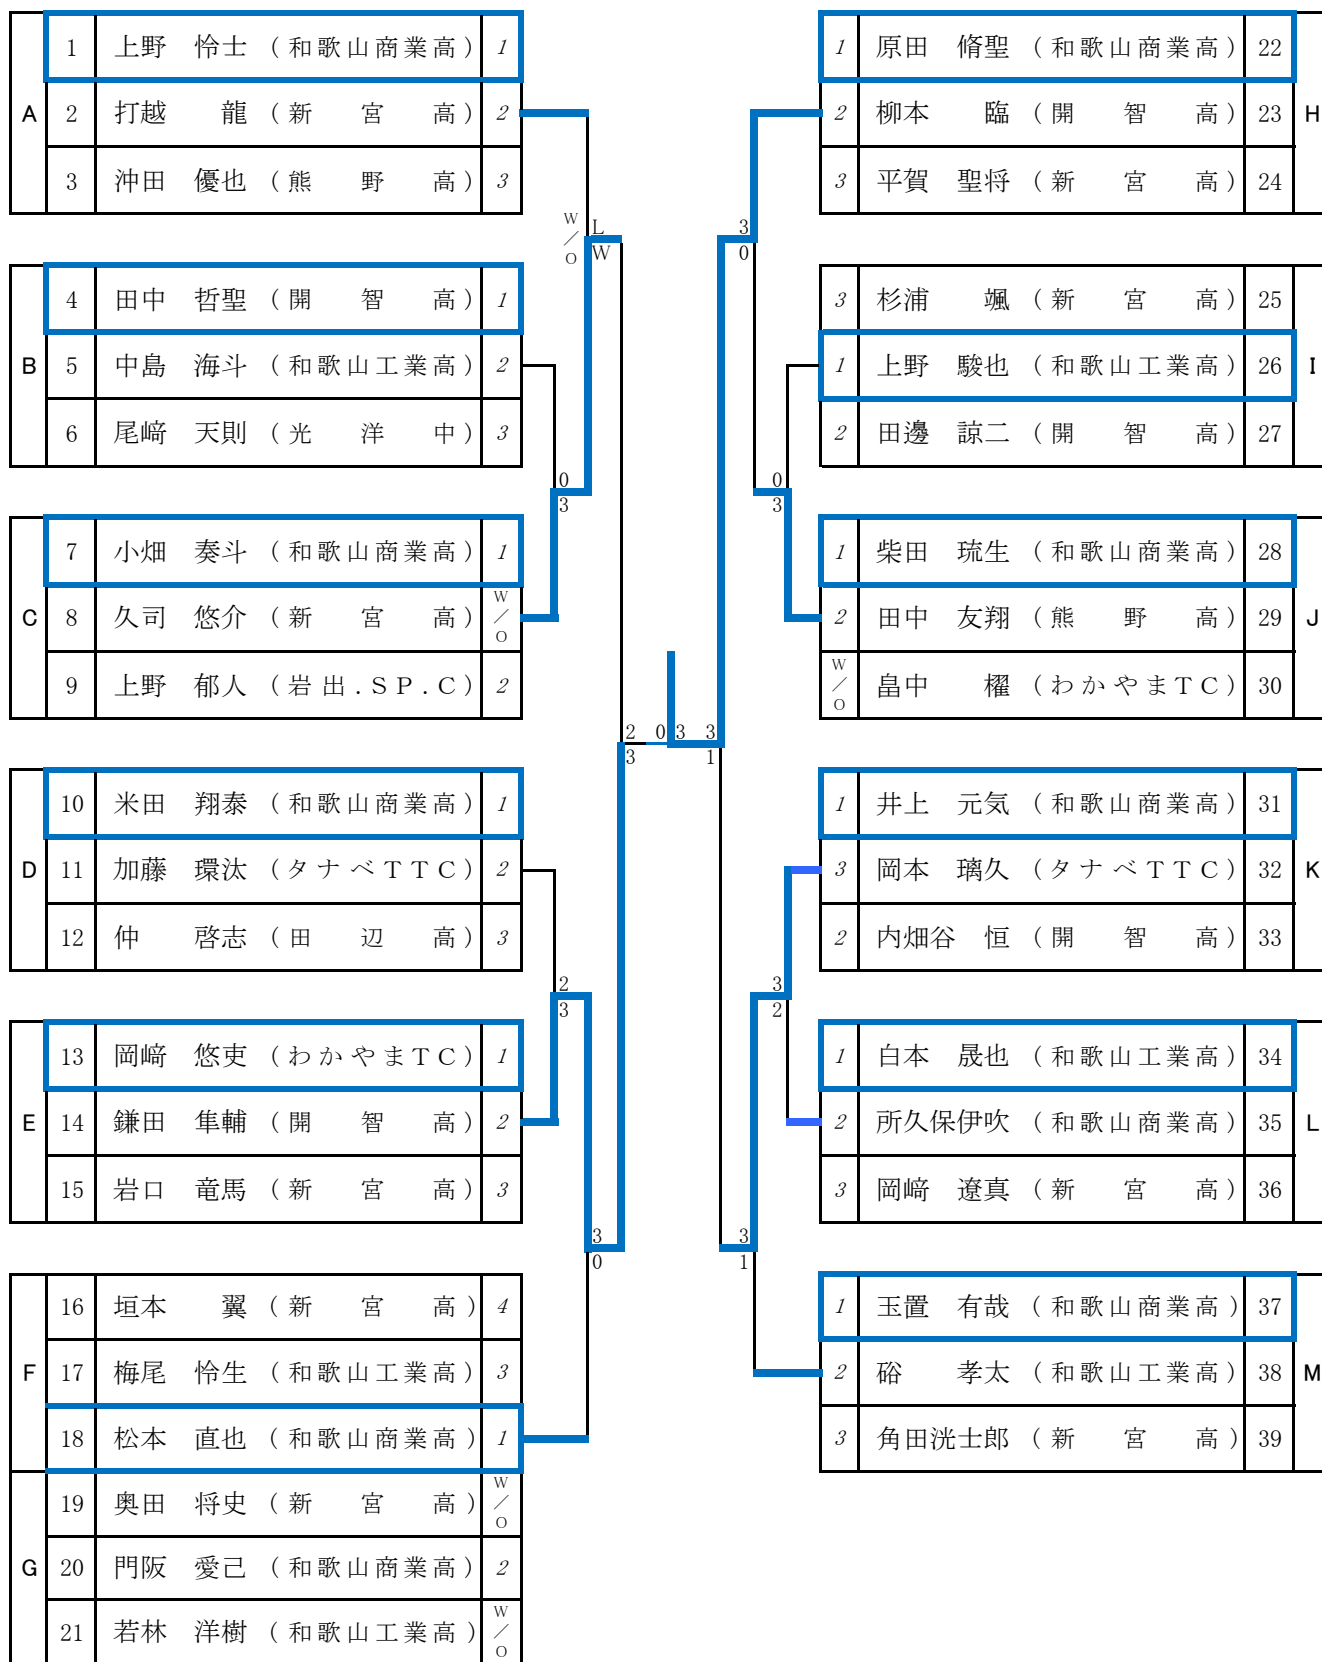 A
1 上野 怜士 (和歌山商業高) 1
2 打越 龍 (新宮高) 2
3 沖田 優也 (熊野高) 3
B
4 田中 哲聖 (開智高) 1
5 中島 海斗 (和歌山工業高) 2
6 尾﨑 天則 (光洋中) 3
C
7 小畑 奏斗 (和歌山商業高) 1
8 久司 悠介 (新宮高) W/O
9 上野 郁人 (岩出.SP.C) 2
D
10 米田 翔泰 (和歌山商業高) 1
11 加藤 環汰 (タナベTTC) 2
12 仲 啓志 (田辺高) 3
E
13 岡﨑 悠吏 (わかやまTC) 1
14 鎌田 隼輔 (開智高) 2
15 岩口 竜馬 (新宮高) 3
F
16 垣本 翼 (新宮高) 4
17 梅尾 怜生 (和歌山工業高) 3
18 松本 直也 (和歌山商業高) 1
G
19 奥田 将史 (新宮高) W/O
20 門阪 愛己 (和歌山商業高) 2
21 若林 洋樹 (和歌山工業高) W/O
W/O
L
W
0
3
2
3
3
0
2 0 3 3
3 1
3
0
0
3
3
2
3
1
1 原田 脩聖 (和歌山商業高) 22
2 柳本 臨 (開智高) 23
3 平賀 聖将 (新宮高) 24
H
3 杉浦 颯 (新宮高) 25
1 上野 駿也 (和歌山工業高) 26
2 田邊 諒二 (開智高) 27
I
1 柴田 琉生 (和歌山商業高) 28
2 田中 友翔 (熊野高) 29
W/O 畠中 櫂 (わかやまTC) 30
J
1 井上 元気 (和歌山商業高) 31
3 岡本 璃久 (タナベTTC) 32
2 内畑谷 恒 (開智高) 33
K
1 白本 晟也 (和歌山工業高) 34
2 所久保伊吹 (和歌山商業高) 35
3 岡﨑 遼真 (新宮高) 36
L
1 玉置 有哉 (和歌山商業高) 37
2 硲 孝太 (和歌山工業高) 38
3 角田洸士郎 (新宮高) 39
M